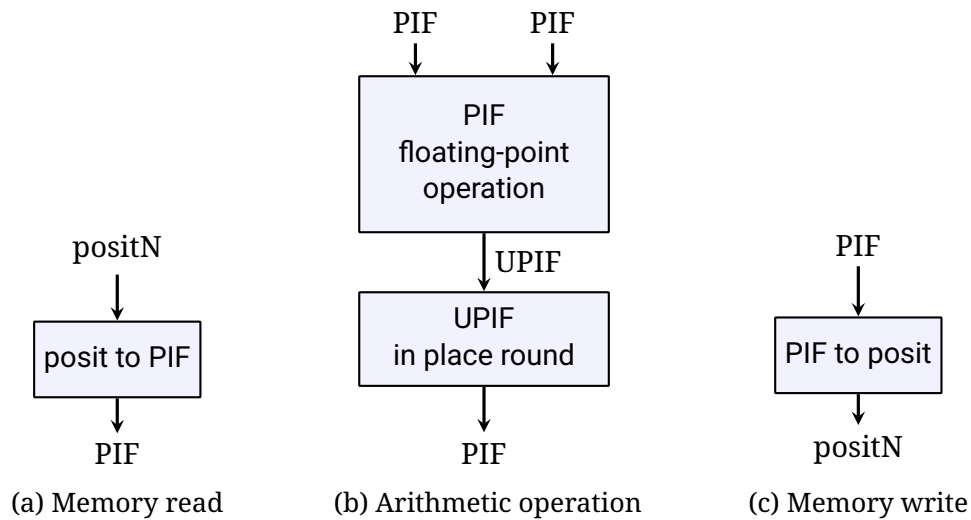 PIF PIF
PIF
floating-point
operation
UPIF
UPIF
in place round
PIF
positN
posit to PIF
PIF
PIF
PIF to posit
positN
(a) Memory read
(b) Arithmetic operation
(c) Memory write